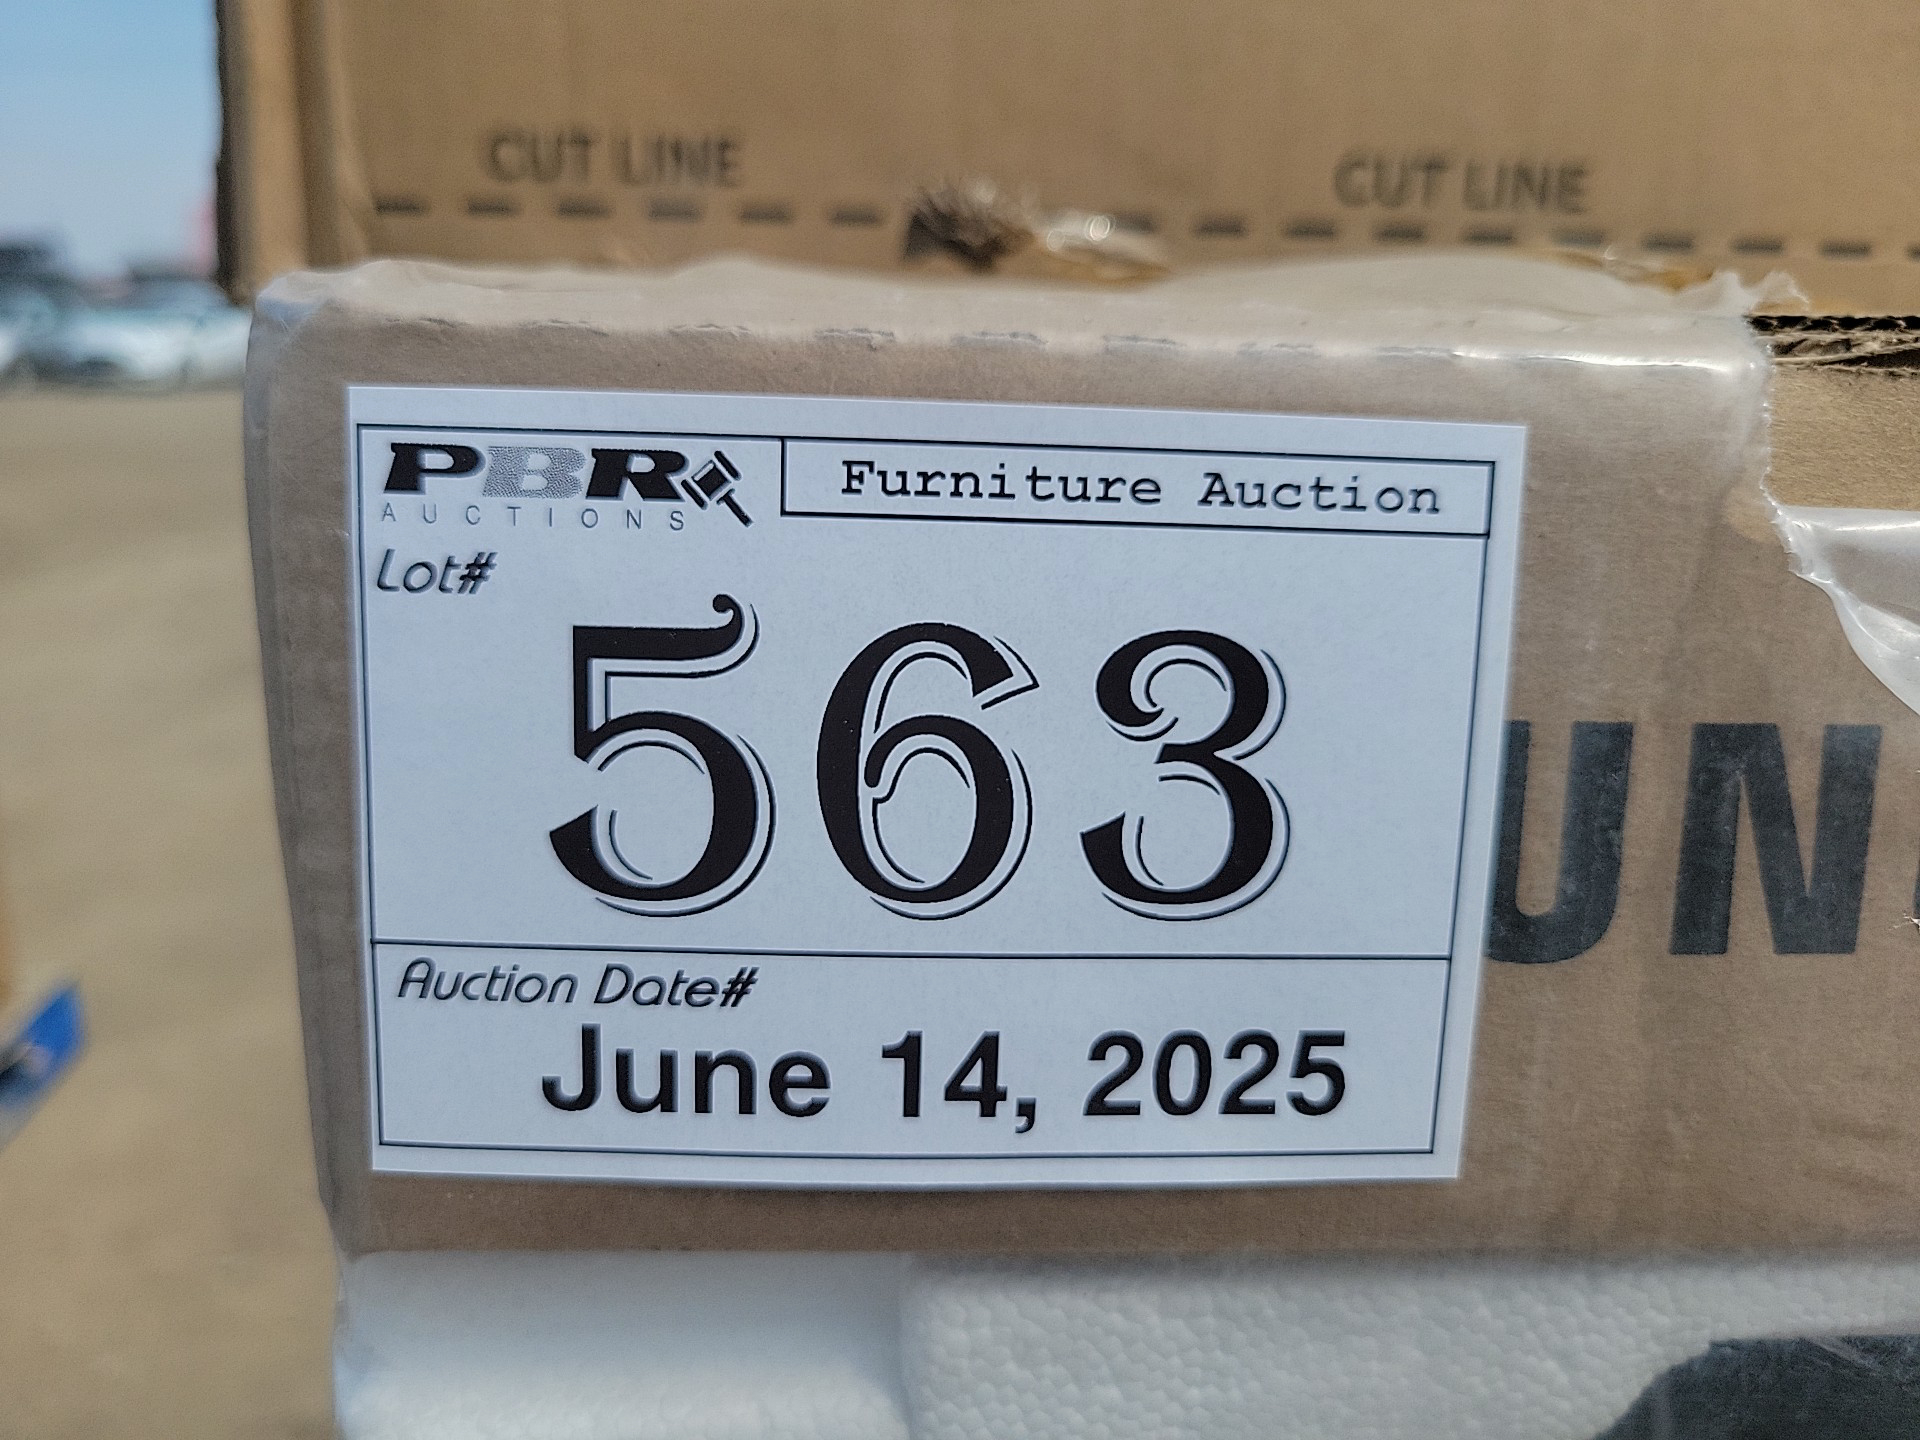 CUT LINE CUT LINE
PBR
AUCTIONS
Furniture Auction
Lot#
563
UN
Auction Date#
June 14, 2025